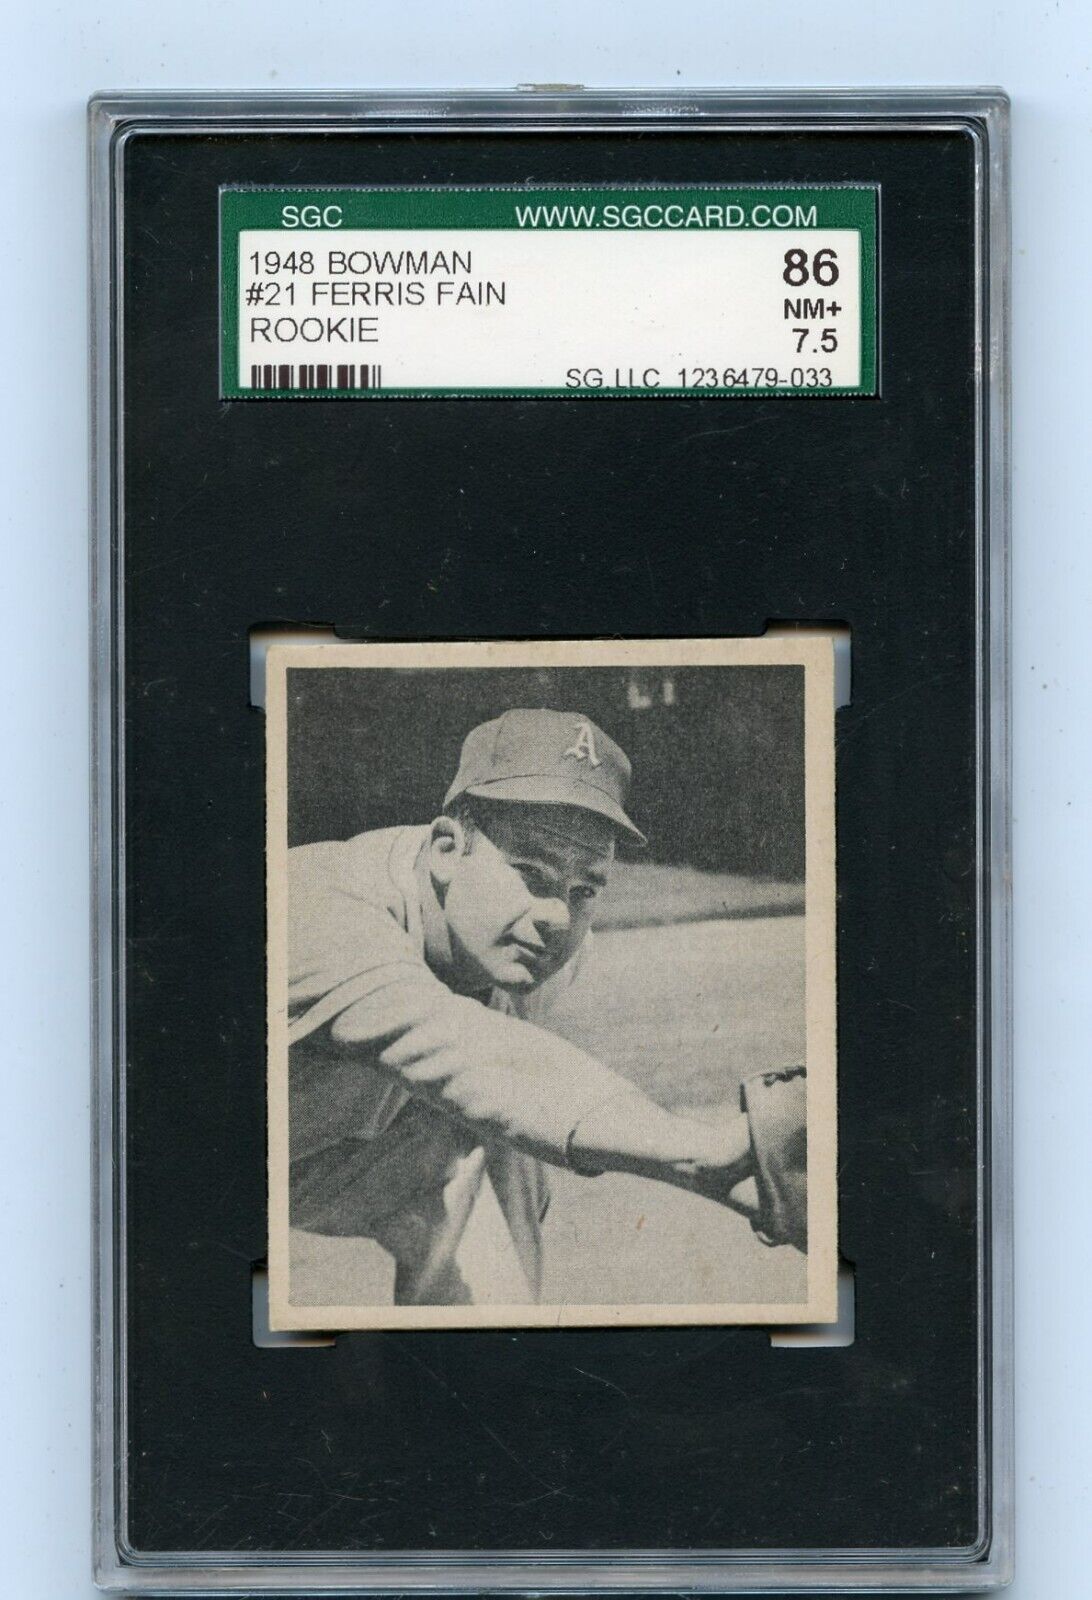 SGC WWW.SGCCARD.COM
1948 BOWMAN 86
#21 FERRIS FAIN NM+
ROOKIE 7.5
SG,LLC 1236479-033
A